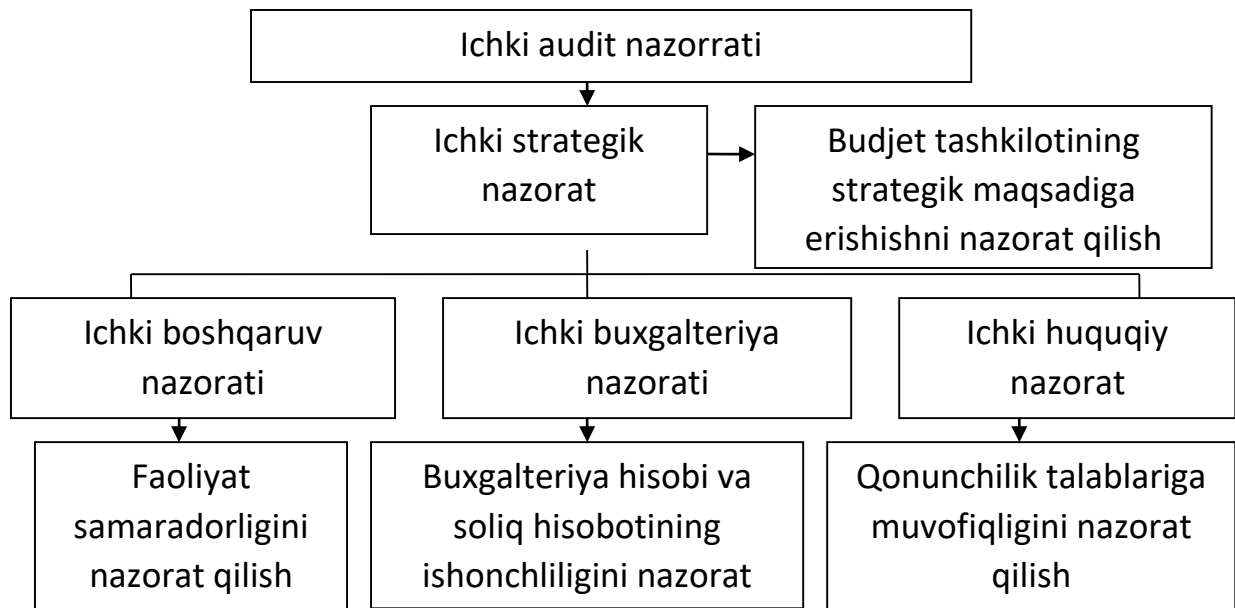 Ichki audit nazorrati
Ichki strategik
nazorat
Budjet tashkilotining
strategik maqsadiga
erishishni nazorat qilish
Ichki boshqaruv
nazorati
Ichki buxgalteriya
nazorati
Ichki huquqiy
nazorat
Faoliyat
samaradorligini
nazorat qilish
Buxgalteriya hisobi va
soliq hisobotining
ishonchliligini nazorat
Qonunchilik talablariga
muvofiqligini nazorat
qilish